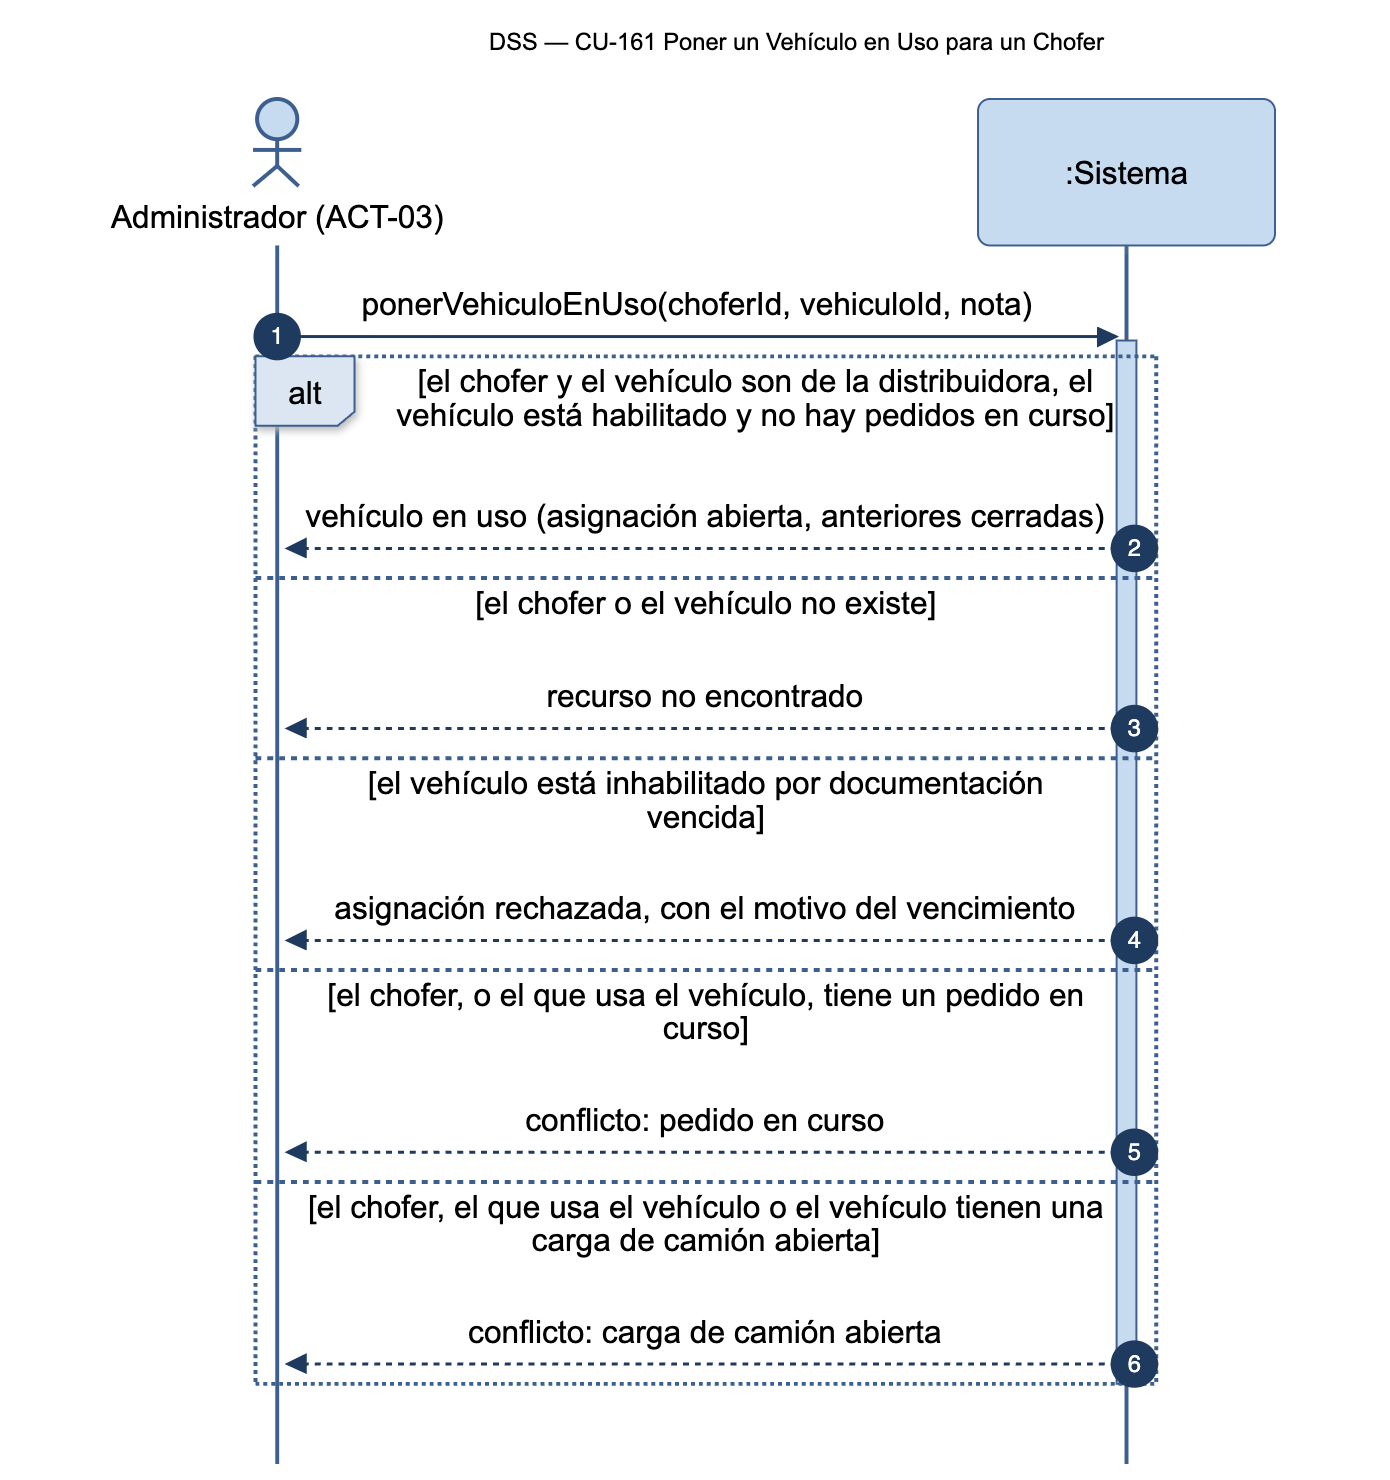 DSS — CU-161 Poner un Vehículo en Uso para un Chofer
Administrador (ACT-03)
:Sistema
ponerVehiculoEnUso(choferId, vehiculoId, nota)
1
alt
[el chofer y el vehículo son de la distribuidora, el
vehículo está habilitado y no hay pedidos en curso]
vehículo en uso (asignación abierta, anteriores cerradas)
2
[el chofer o el vehículo no existe]
recurso no encontrado
3
[el vehículo está inhabilitado por documentación
vencida]
asignación rechazada, con el motivo del vencimiento
4
[el chofer, o el que usa el vehículo, tiene un pedido en
curso]
conflicto: pedido en curso
5
[el chofer, el que usa el vehículo o el vehículo tienen una
carga de camión abierta]
conflicto: carga de camión abierta
6